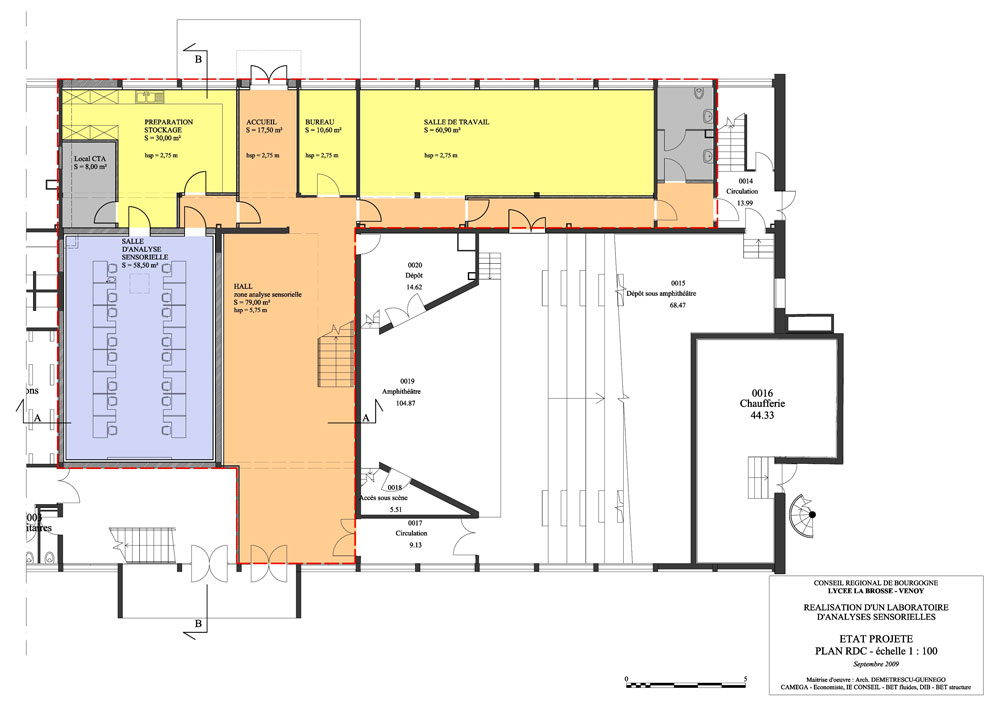 B
PREPARATION
STOCKAGE
S = 30,00 m²
hsp = 2,75 m
ACCUEIL
S = 17,50 m²
hsp = 2,75 m
BUREAU
S = 10,60 m²
hsp = 2,75 m
SALLE DE TRAVAIL
S = 60,90 m²
hsp = 2,75 m
Local CTA
S = 8,00 m²
0014
Circulation
13.99
SALLE
D'ANALYSE
SENSORIELLE
S = 58,50 m²
HALL
zone analyse sensorielle
S = 79,00 m²
hsp = 5,75 m
0020
Dépôt
14.62
0015
Dépôt sous amphithéâtre
68.47
ons
A
A
0019
Amphithéâtre
104.87
0016
Chaufferie
44.33
0018
Accès sous scène
5.51
0017
Circulation
9.13
003
itaires
B
CONSEIL REGIONAL DE BOURGOGNE
LYCEE LA BROSSE - VENOY
REALISATION D'UN LABORATOIRE
D'ANALYSES SENSORIELLES
ETAT PROJETE
PLAN RDC - échelle 1 : 100
Septembre 2009
Maitrise d'oeuvre : Arch. DEMETRESCU-GUENEGO
CAMEGA - Economiste, IE CONSEIL - BET fluides, DIB - BET structure
0 5